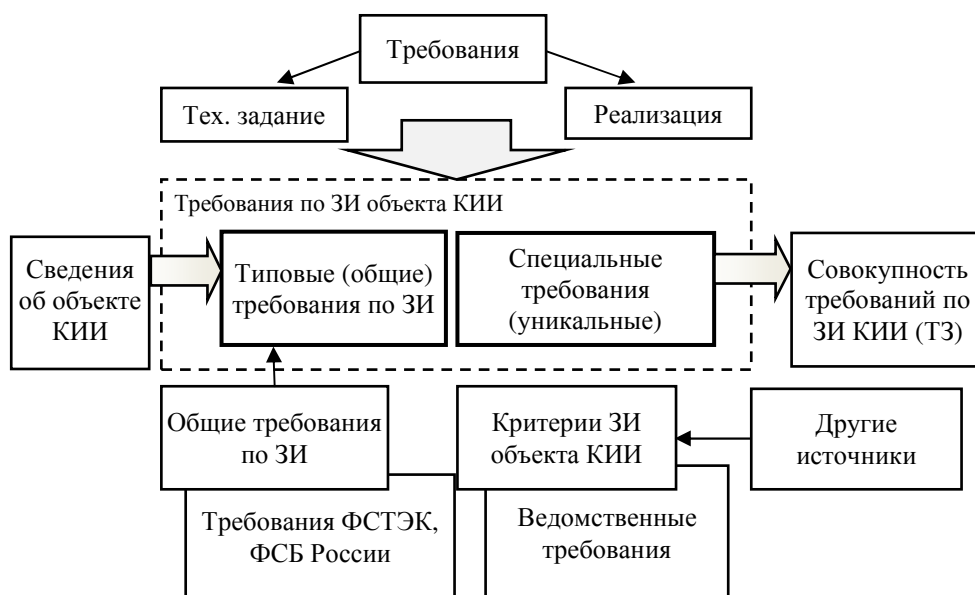 Требования
Тех. задание
Реализация
Требования по ЗИ объекта КИИ
Сведения
об объекте
КИИ
Типовые (общие)
требования по ЗИ
Специальные
требования
(уникальные)
Совокупность
требований по
ЗИ КИИ (ТЗ)
Общие требования
по ЗИ
Критерии ЗИ
объекта КИИ
Другие
источники
Требования ФСТЭК,
ФСБ России
Ведомственные
требования